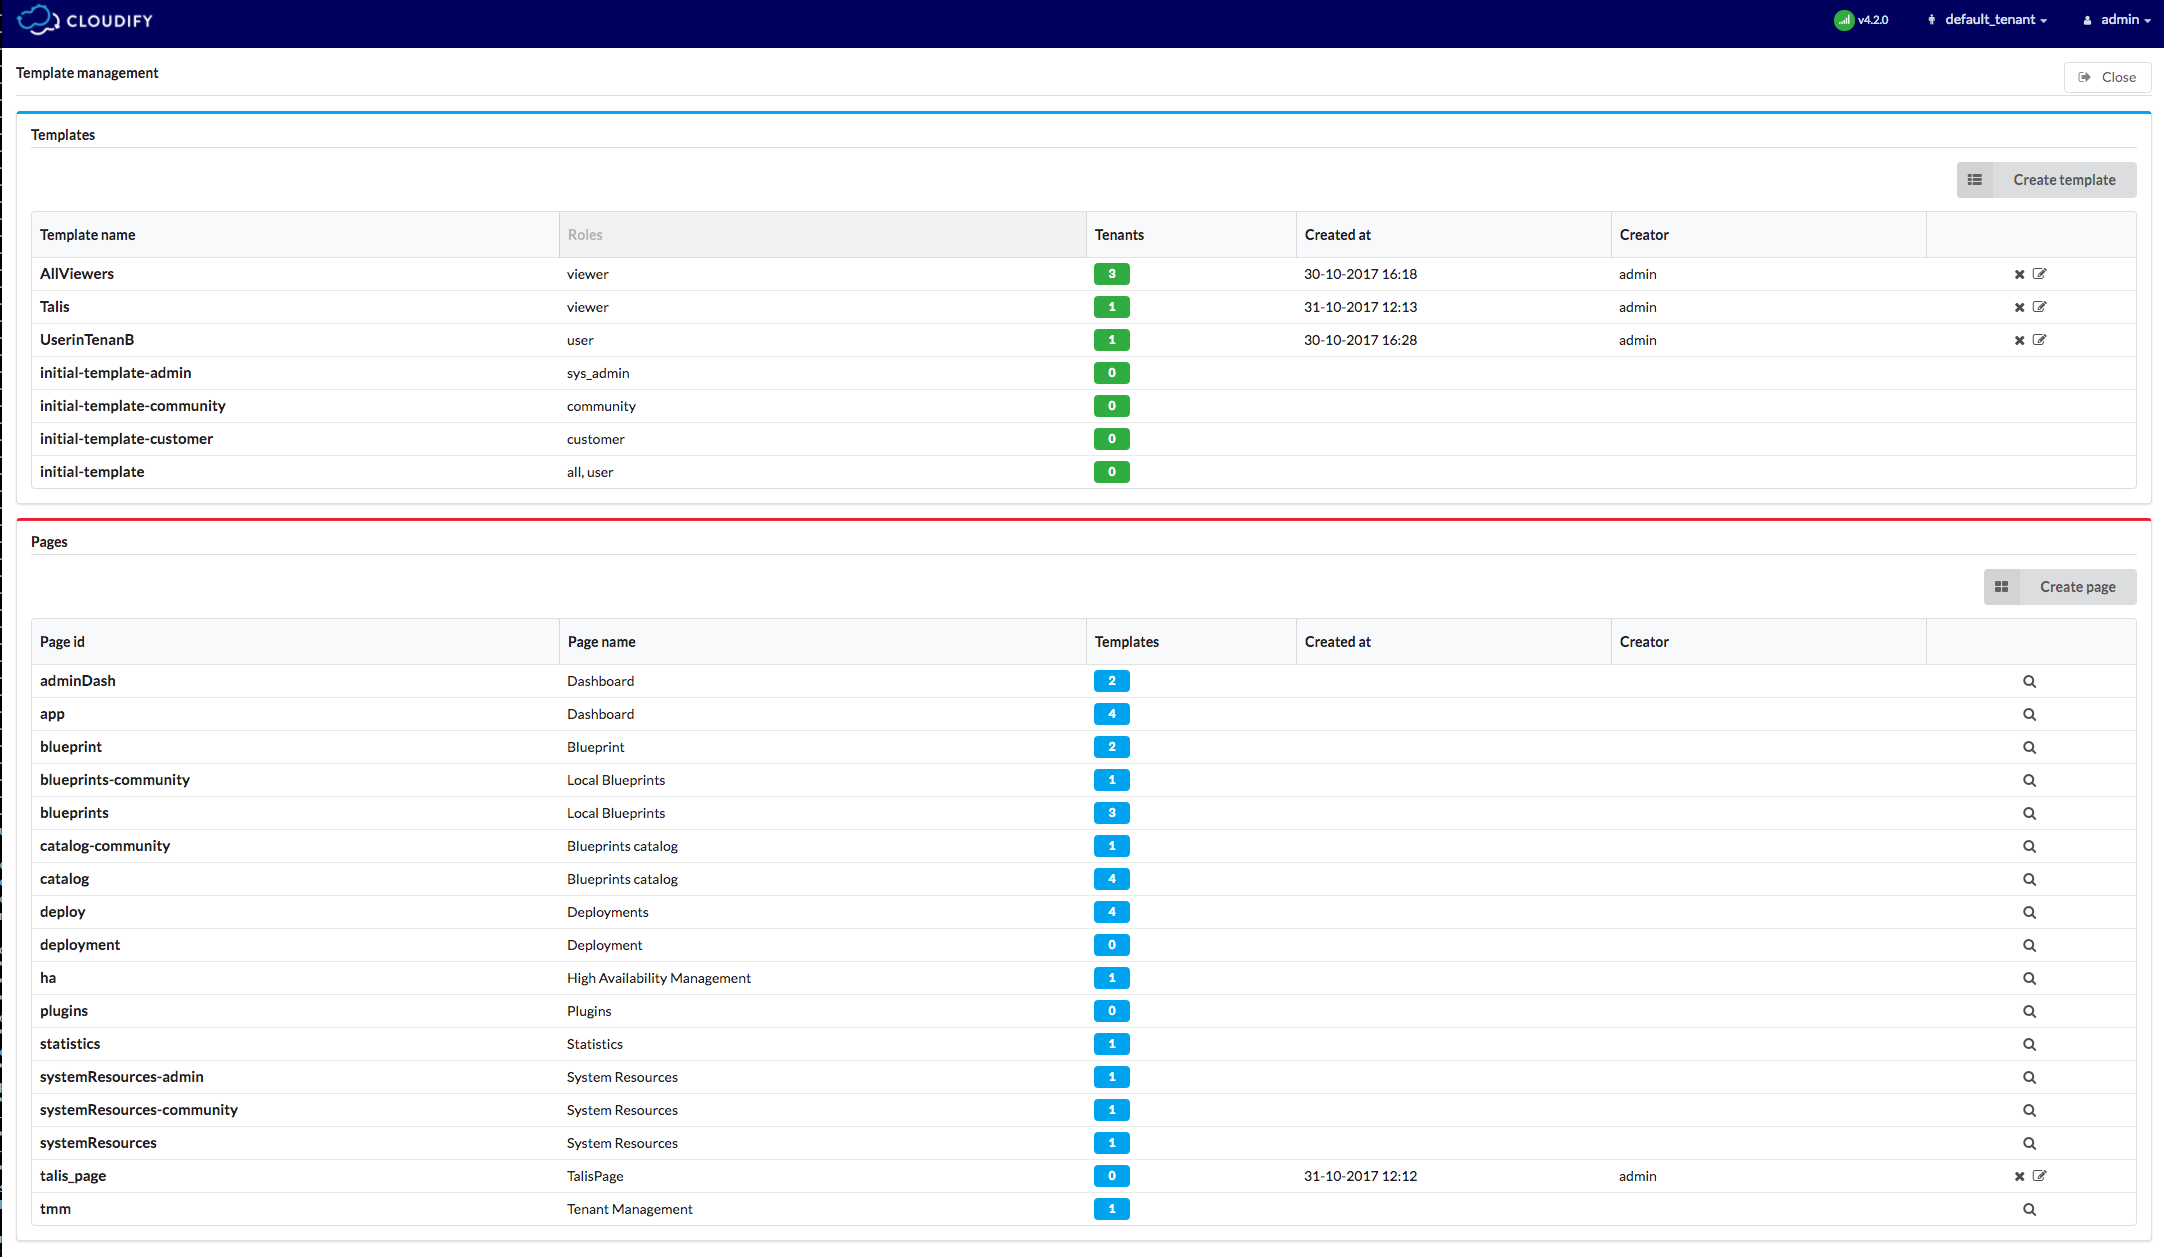 CLOUDIFY v4.2.0 default_tenant admin
Template management Close
Templates
Create template
Template name Roles Tenants Created at Creator
AllViewers viewer 3 30-10-2017 16:18 admin
Talis viewer 1 31-10-2017 12:13 admin
UserinTenanB user 1 30-10-2017 16:28 admin
initial-template-admin sys_admin 0
initial-template-community community 0
initial-template-customer customer 0
initial-template all, user 0
Pages
Create page
Page id Page name Templates Created at Creator
adminDash Dashboard 2
app Dashboard 4
blueprint Blueprint 2
blueprints-community Local Blueprints 1
blueprints Local Blueprints 3
catalog-community Blueprints catalog 1
catalog Blueprints catalog 4
deploy Deployments 4
deployment Deployment 0
ha High Availability Management 1
plugins Plugins 0
statistics Statistics 1
systemResources-admin System Resources 1
systemResources-community System Resources 1
systemResources System Resources 1
talis_page TalisPage 0 31-10-2017 12:12 admin
tmm Tenant Management 1